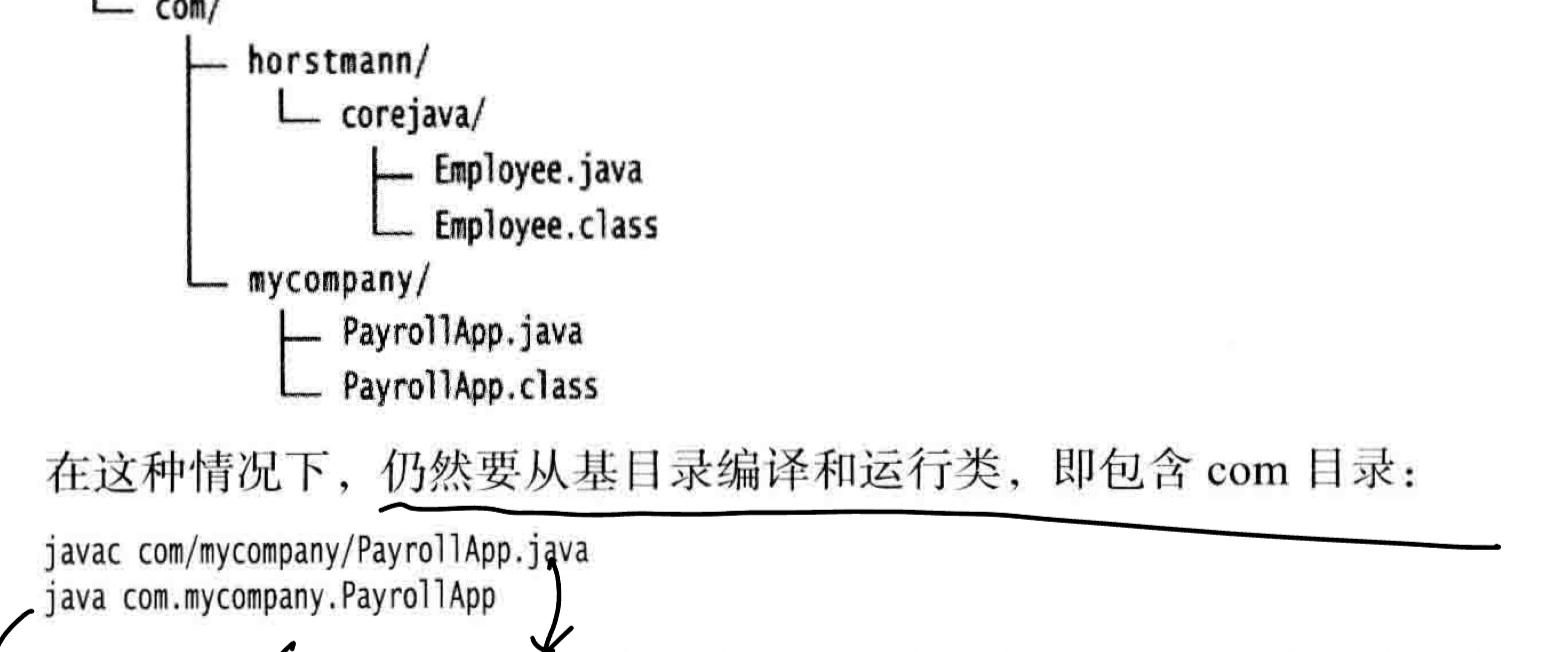 com/
horstmann/
corejava/
Employee.java
Employee.class
mycompany/
PayrollApp.java
PayrollApp.class
在这种情况下，仍然要从基目录编译和运行类，即包含 com 目录：
javac com/mycompany/PayrollApp.java
java com.mycompany.PayrollApp